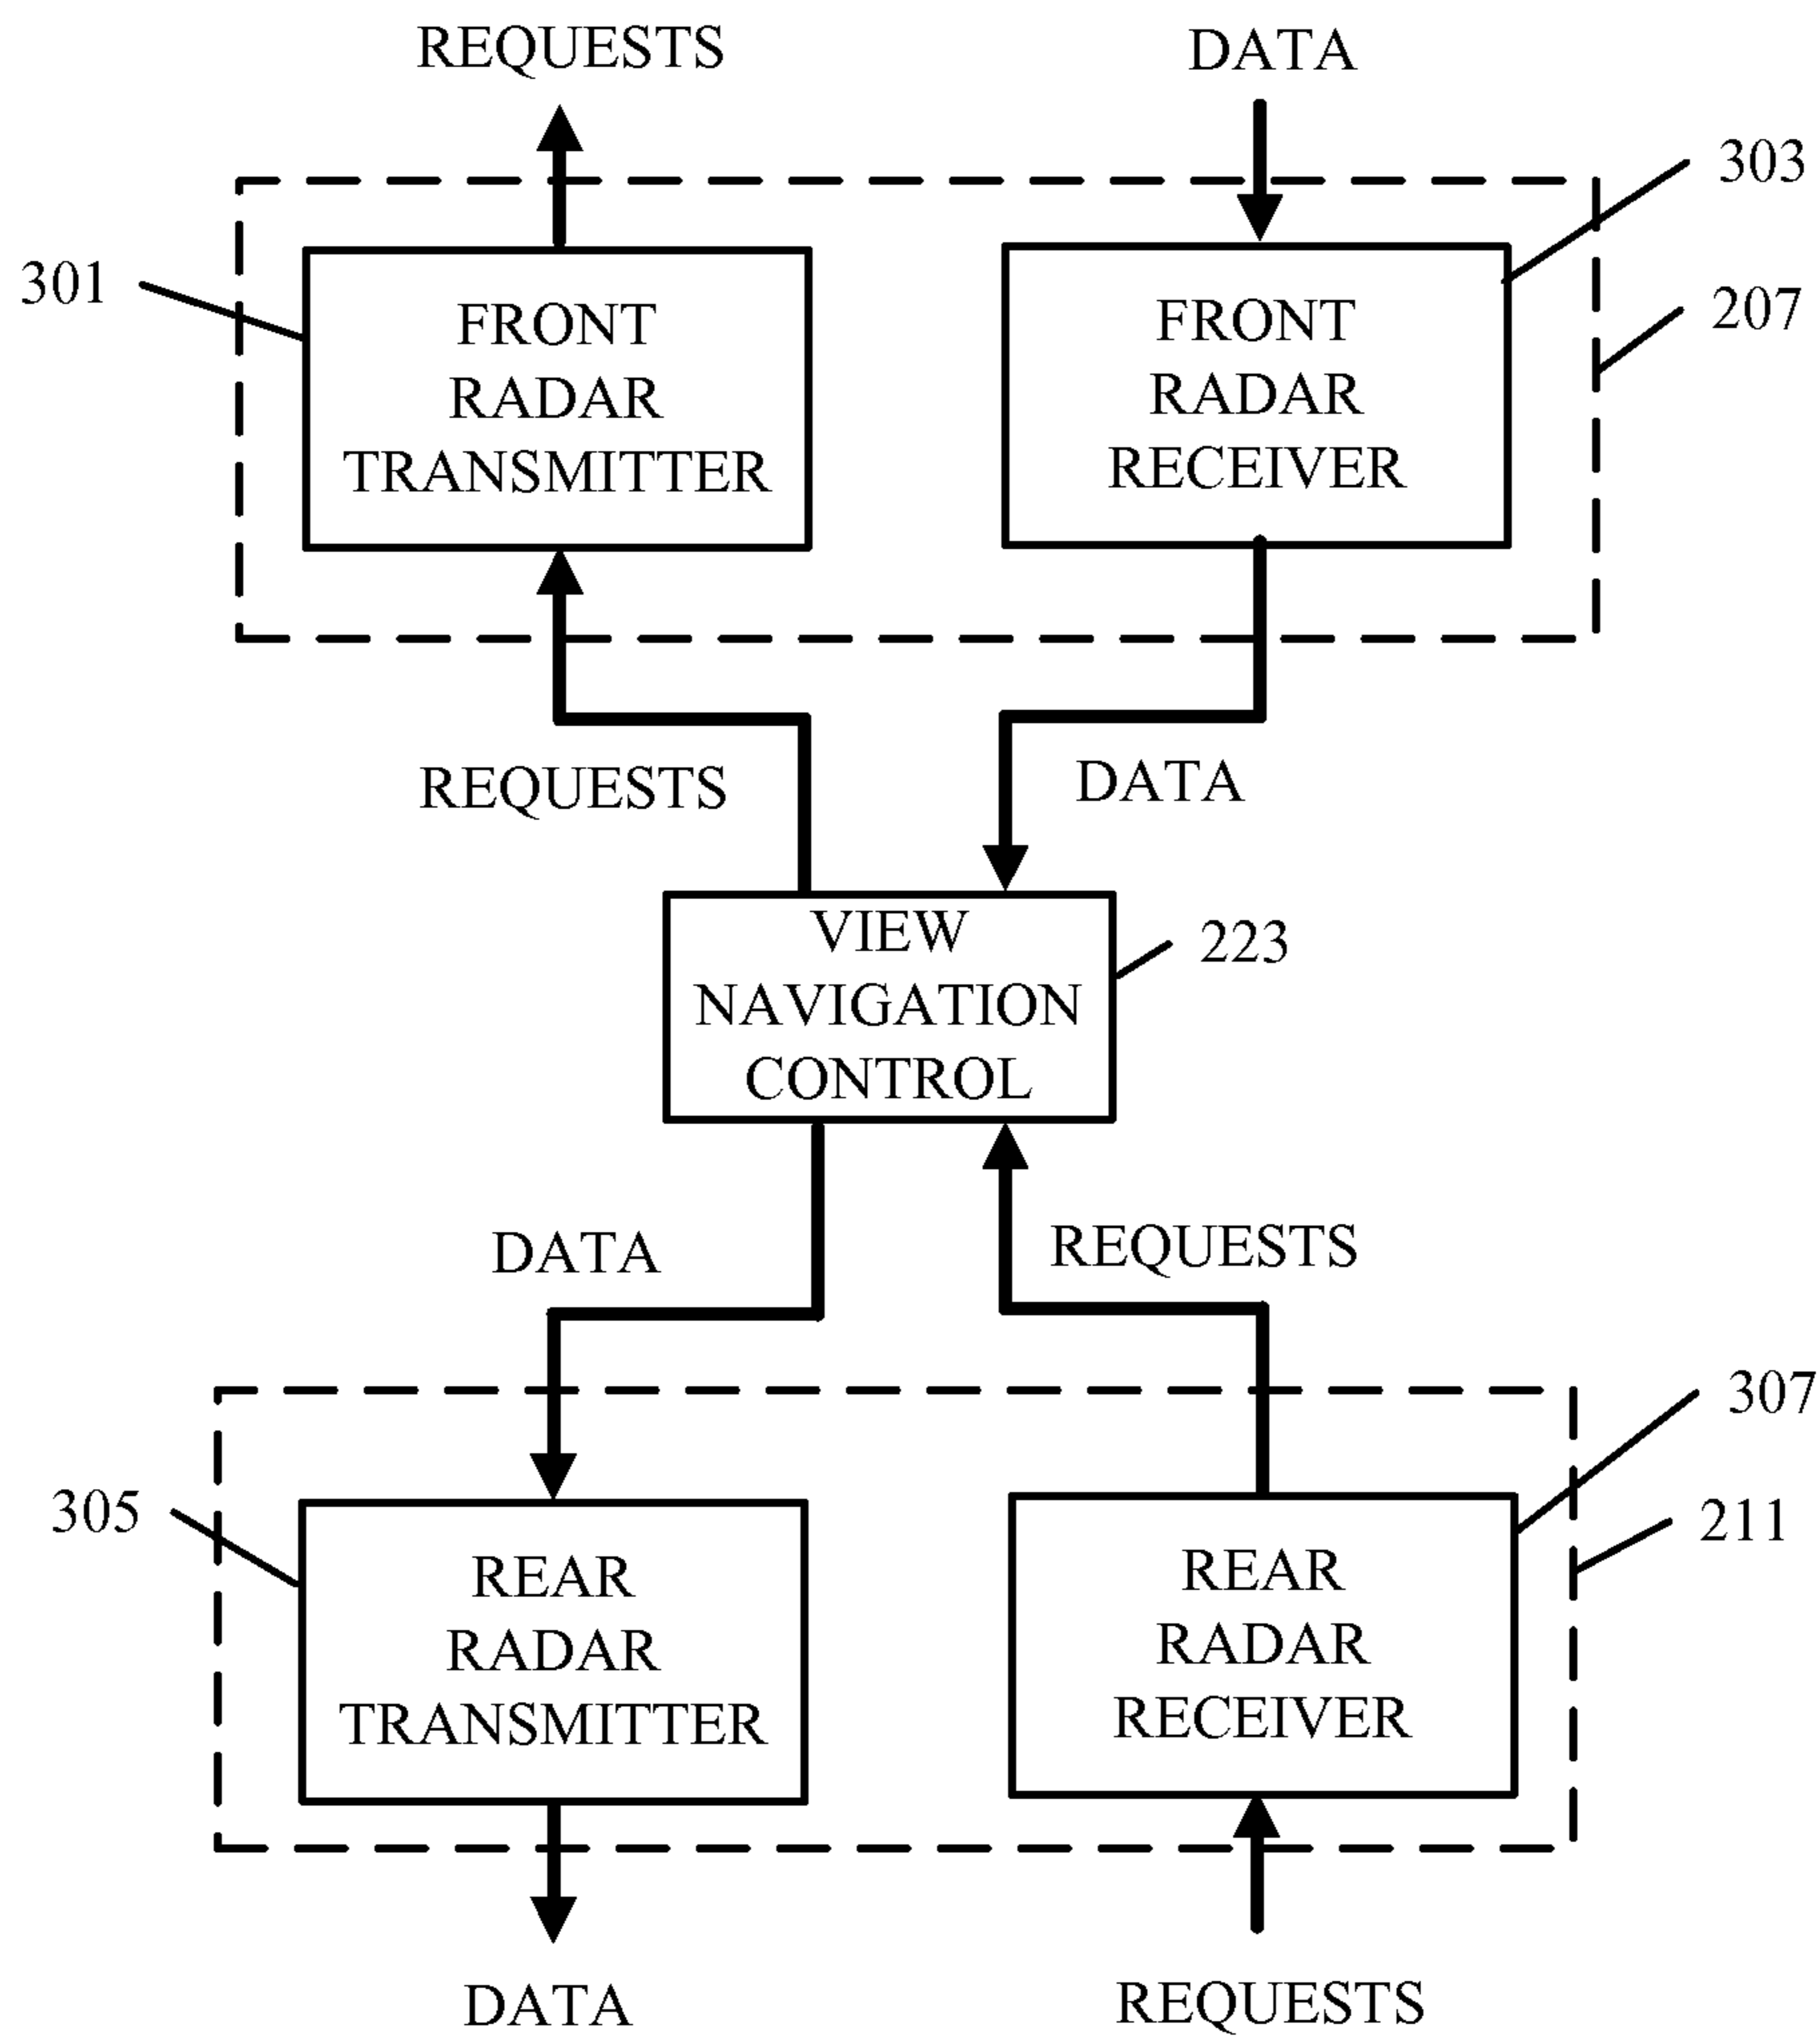 REQUESTS
DATA
303
301
207
FRONT
RADAR
TRANSMITTER
FRONT
RADAR
RECEIVER
REQUESTS
DATA
VIEW
NAVIGATION
CONTROL
223
DATA
REQUESTS
307
305
211
REAR
RADAR
TRANSMITTER
REAR
RADAR
RECEIVER
DATA
REQUESTS